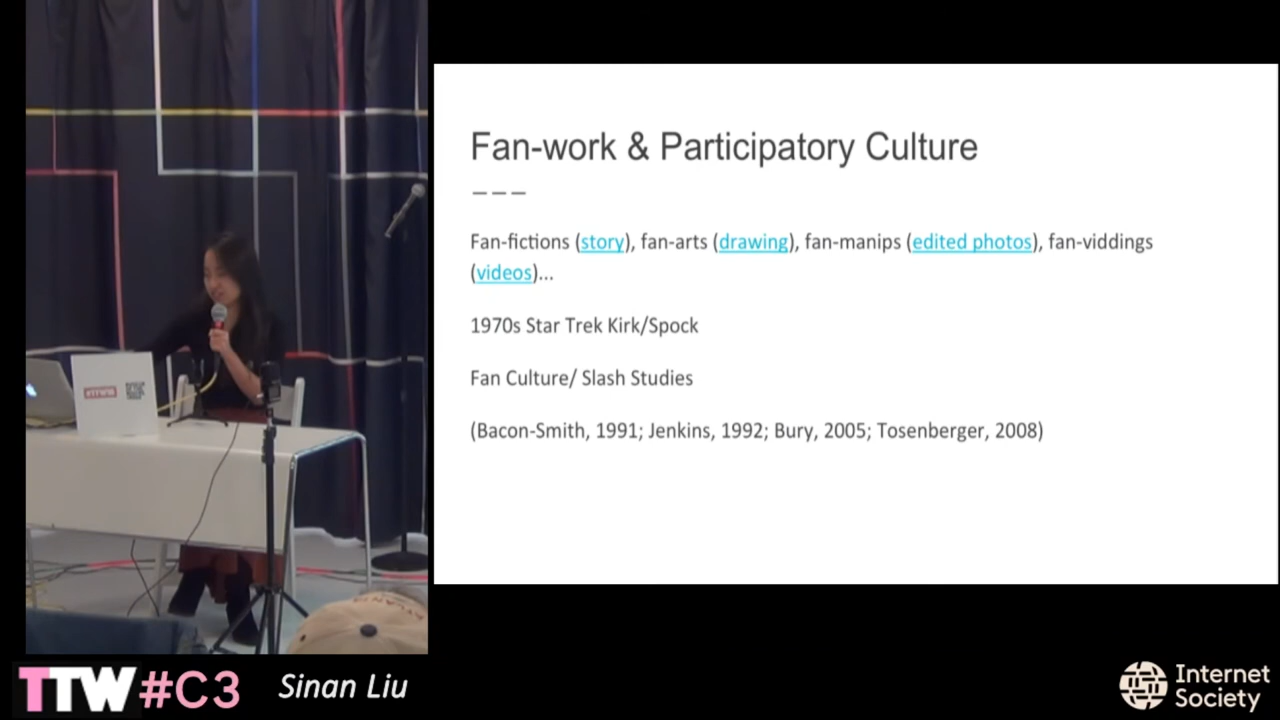 Fan-work & Participatory Culture
Fan-fictions (story), fan-arts (drawing), fan-manips (edited photos), fan-viddings
(videos)...
1970s Star Trek Kirk/Spock
Fan Culture/ Slash Studies
(Bacon-Smith, 1991; Jenkins, 1992; Bury, 2005; Tosenberger, 2008)
#TTW16
TTW#C3
Sinan Liu
Internet
Society